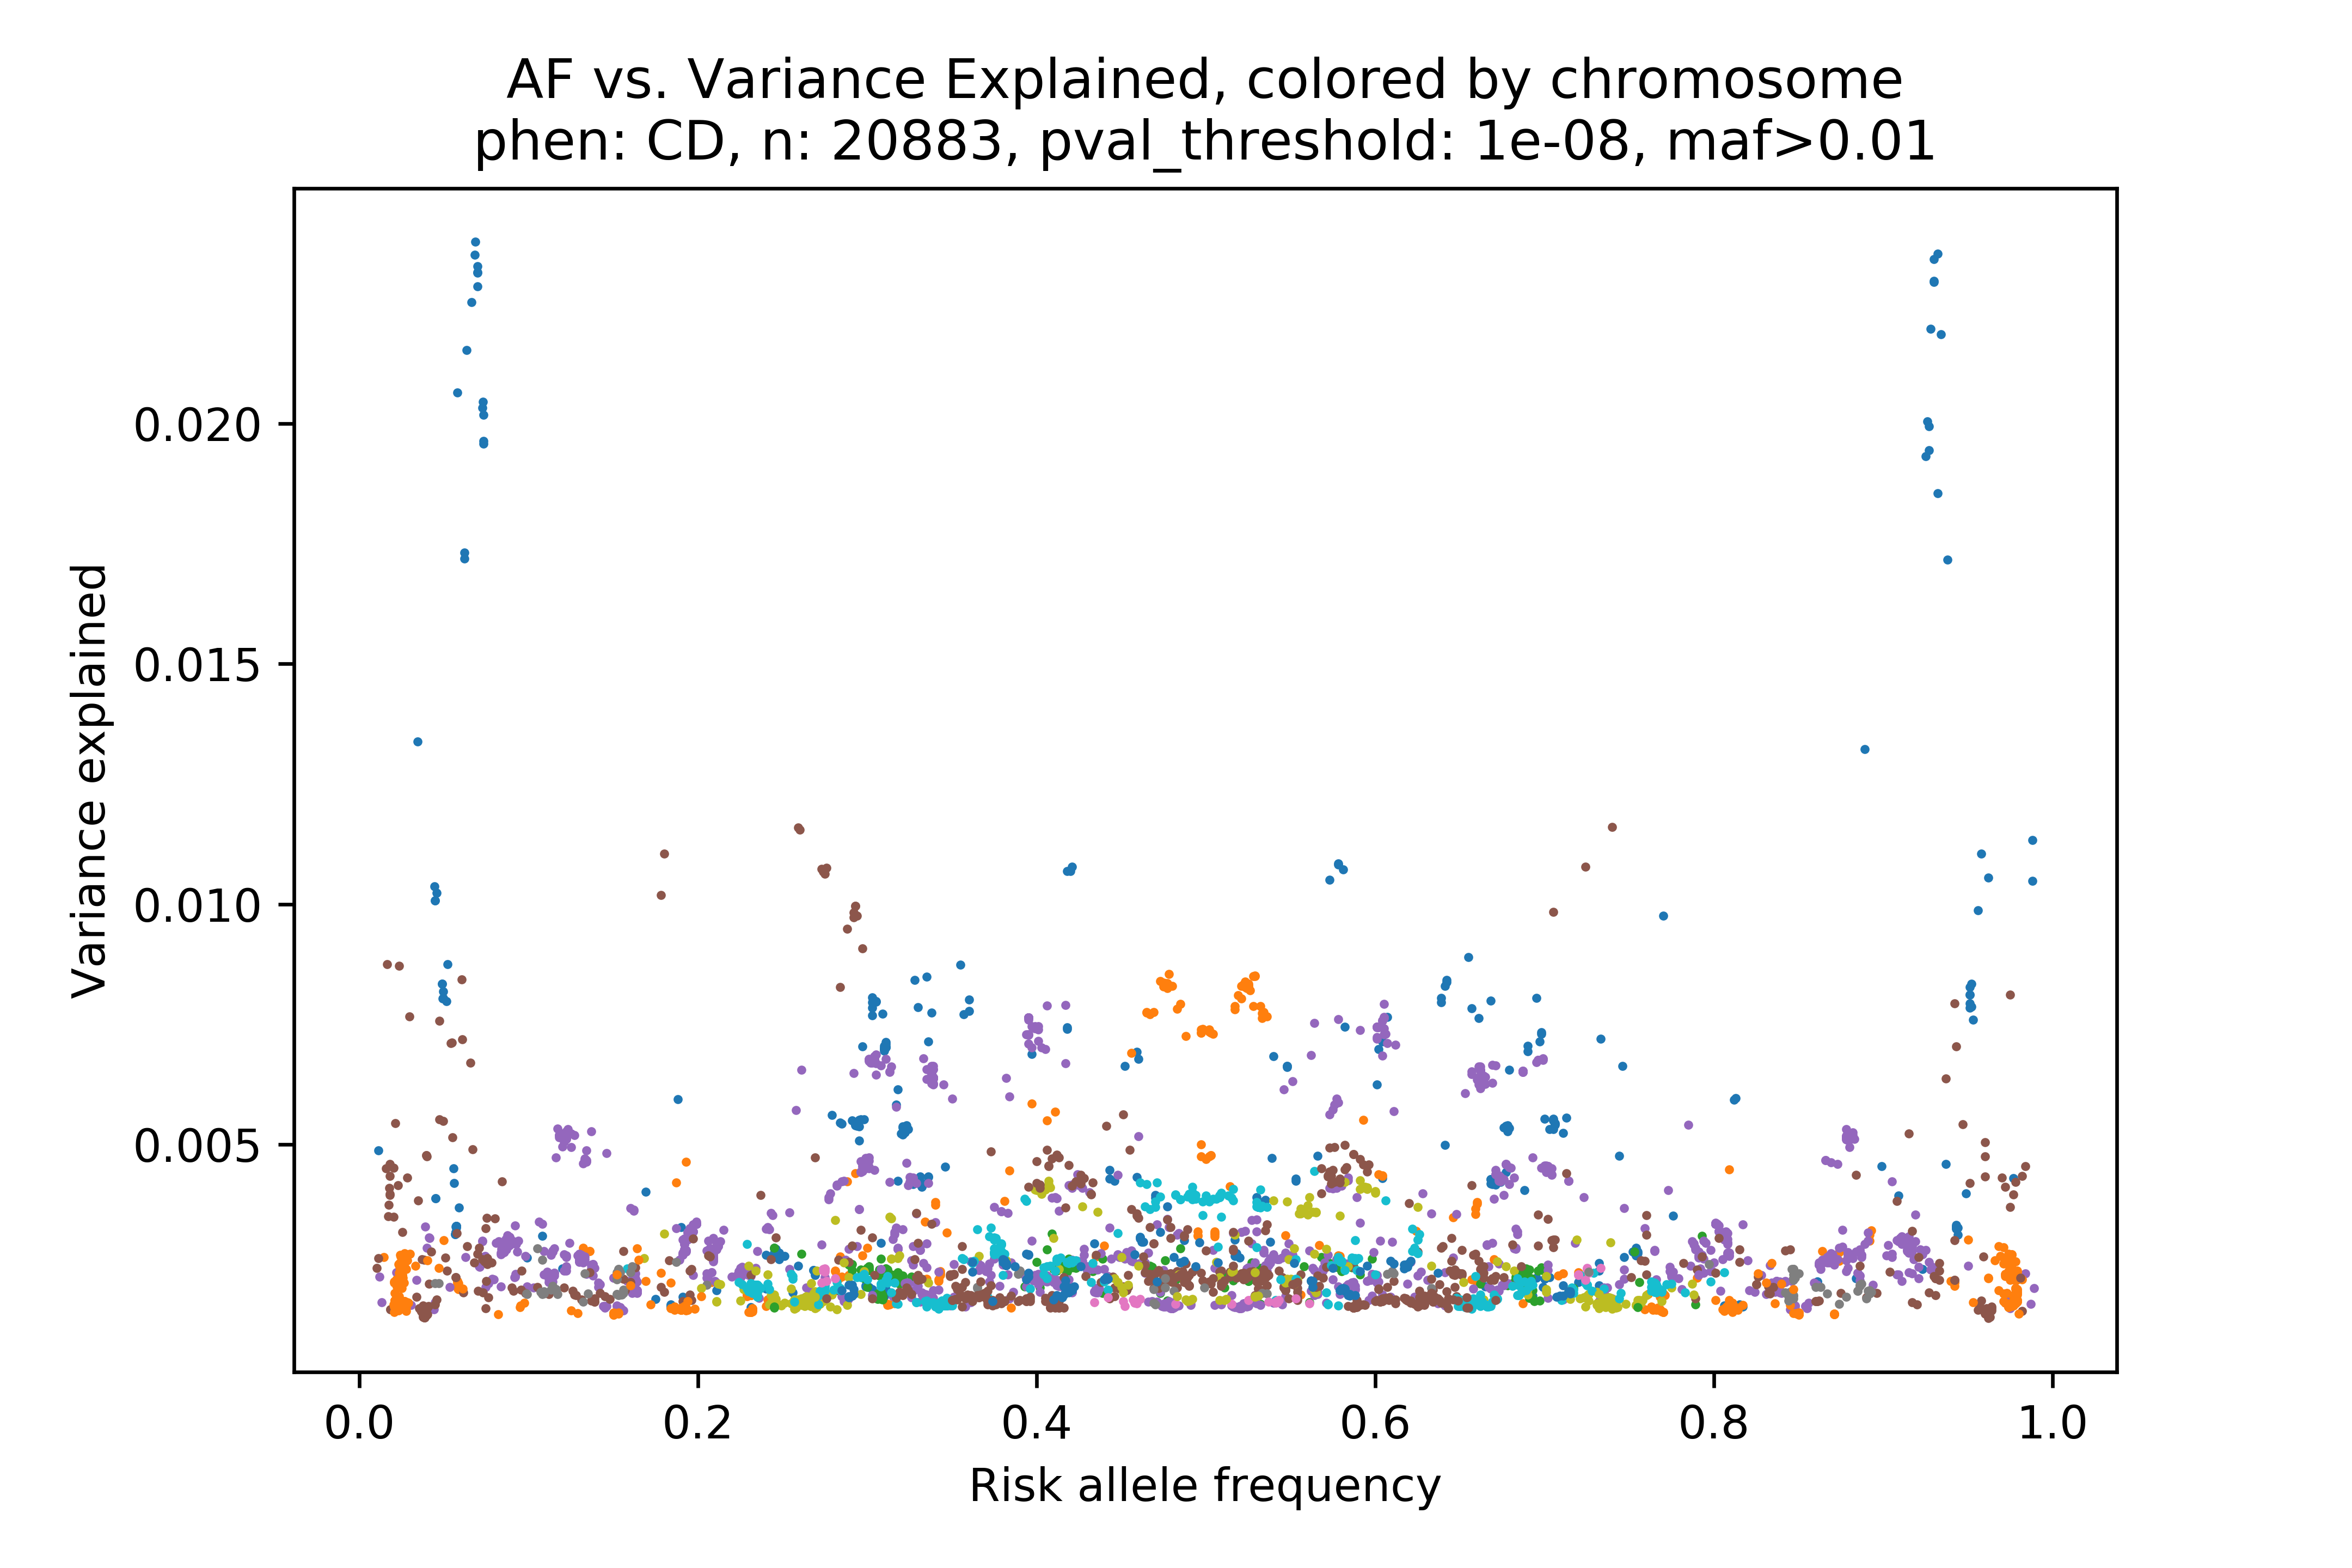 AF vs. Variance Explained, colored by chromosome
phen: CD, n: 20883, pval_threshold: 1e-08, maf>0.01
Variance explained
0.020
0.015
0.010
0.005
0.0 0.2 0.4 0.6 0.8 1.0
Risk allele frequency